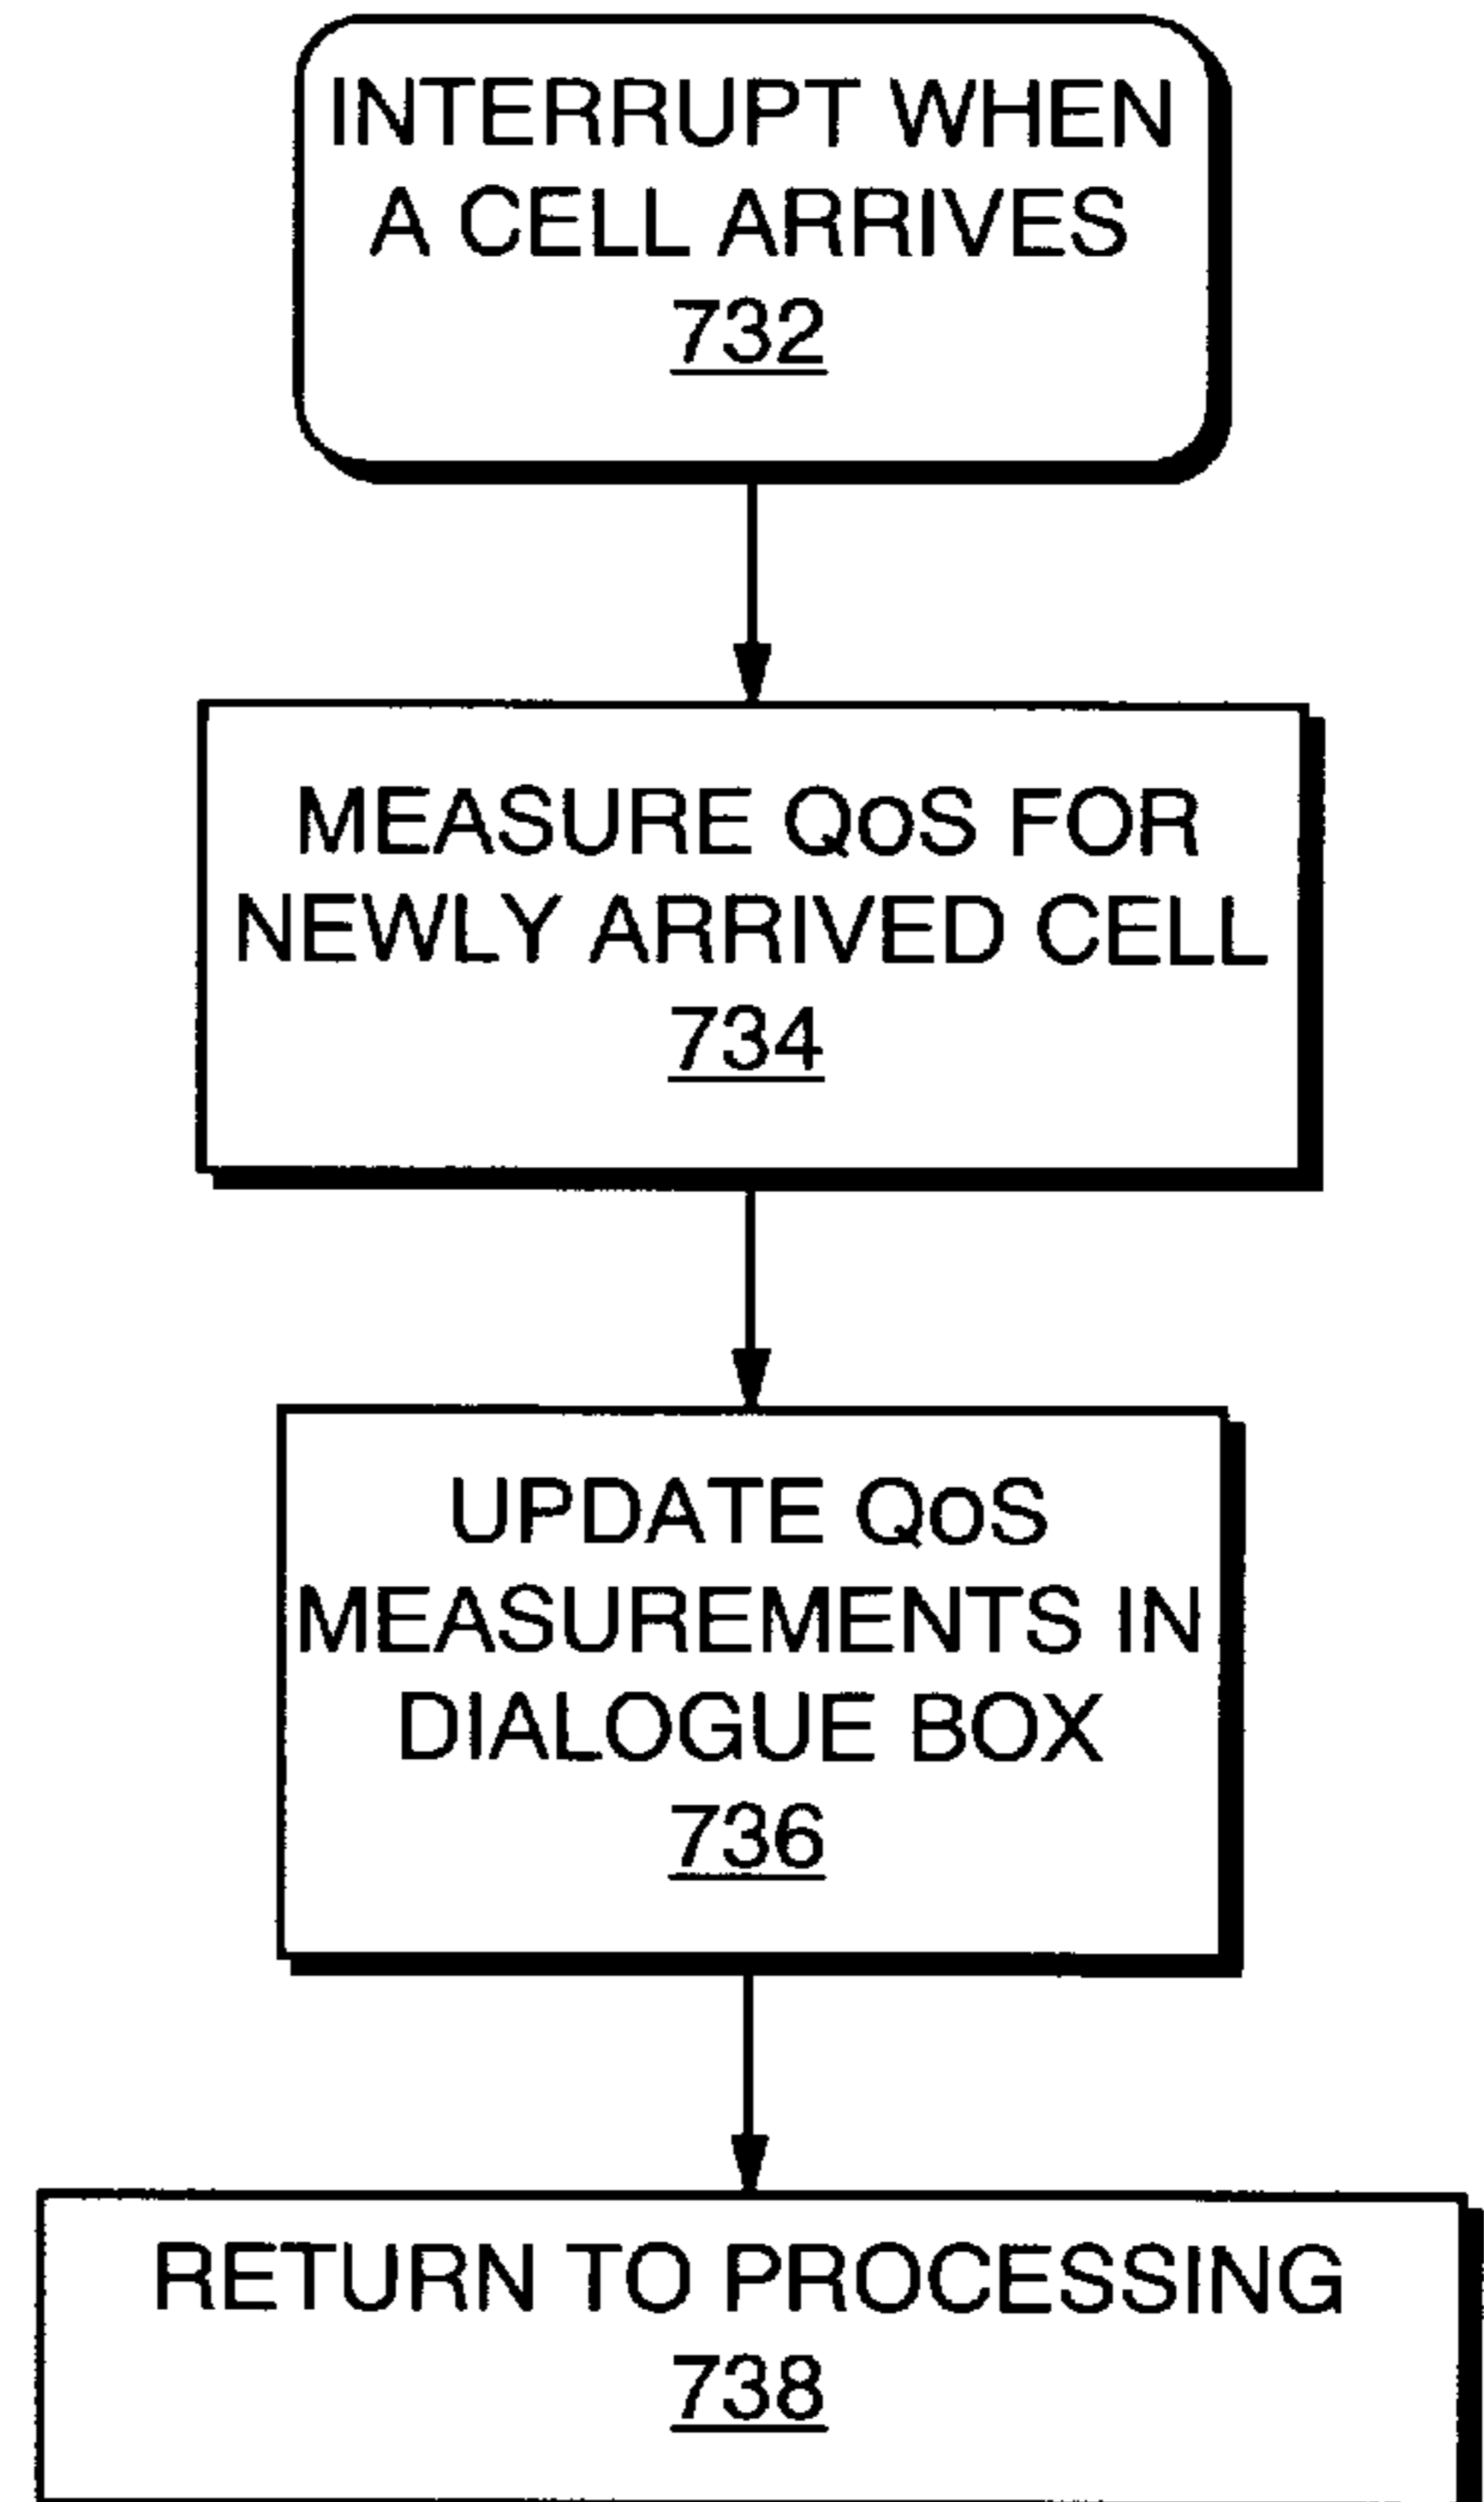 INTERRUPT WHEN
A CELL ARRIVES
732
MEASURE QoS FOR
NEWLY ARRIVED CELL
734
UPDATE QoS
MEASUREMENTS IN
DIALOGUE BOX
736
RETURN TO PROCESSING
738